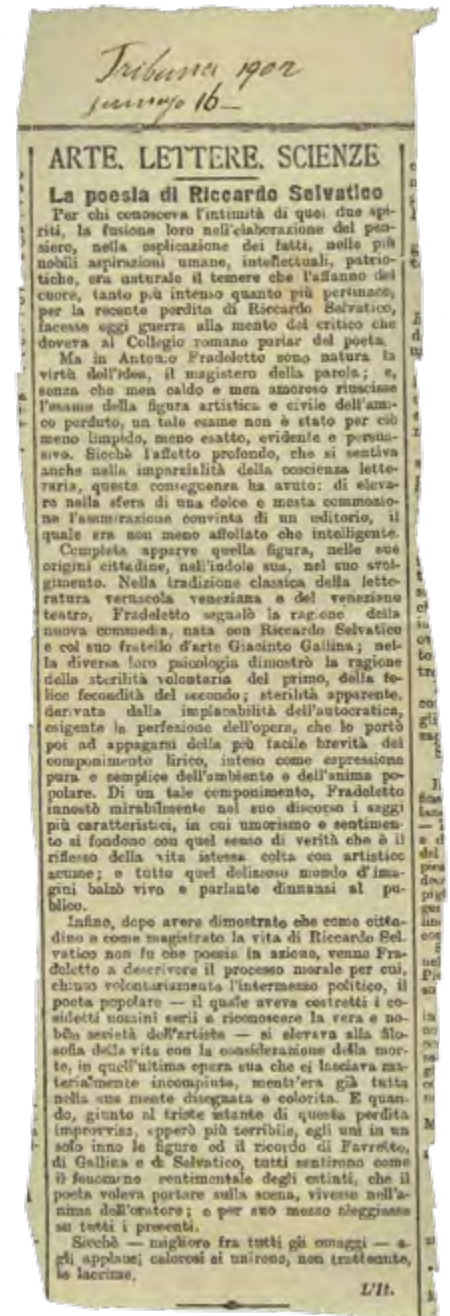 Tribuna 1902
gennajo 16 —
ARTE. LETTERE. SCIENZE
La poesia di Riccardo Selvatico
Per chi conosceva l'intimità di quei due spi-
riti, la fusione loro nell'elaborazione del pen-
siero, nella esplicazione dei fatti, nelle più
nobili aspirazioni umane, intellettuali, patrio-
tiche, era naturale il temere che l'affanno del
cuore, tanto più intenso quanto più pertinace,
per la recente perdita di Riccardo Selvatico,
facesse oggi guerra alla mente del critico che
doveva al Collegio romano parlar del poeta.
Ma in Antonio Fradeletto sono natura la
virtù dell'idea, il magistero della parola; e,
senza che men caldo e men amoroso riuscisse
l'esame della figura artistica e civile dell'ami-
co perduto, un tale esame non è stato per ciò
meno limpido, meno esatto, evidente e persua-
sivo. Sicchè l'affetto profondo, che si sentiva
anche nella imparzialità della coscienza lette-
raria, questa conseguenza ha avuto: di eleva-
re nella sfera di una dolce e mesta commozio-
ne l'ammirazione convinta di un uditorio, il
quale era non meno affollato che intelligente.
Completa apparve quella figura, nelle sue
origini cittadine, nell'indole sua, nel suo svol-
gimento. Nella tradizione classica della lette-
ratura vernacola veneziana e del veneziano
teatro, Fradeletto segnalò la ragione della
nuova commedia, nata con Riccardo Selvatico
e col suo fratello d'arte Giacinto Gallina; nel-
la diversa loro psicologia dimostrò la ragione
della sterilità volontaria del primo, della fe-
lice fecondità del secondo; sterilità apparente,
derivata dalla implacabilità dell'autocratica,
esigente la perfezione dell'opera, che lo portò
poi ad appagarsi della più facile brevità del
componimento lirico, inteso come espressione
pura e semplice dell'ambiente e dell'anima po-
polare. Di un tale componimento, Fradeletto
innestò mirabilmente nel suo discorso i saggi
più caratteristici, in cui umorismo e sentimen-
to si fondono con quel senso di verità che è il
riflesso della vita istessa colta con artistico
acume; e tutto quel delizioso mondo d'ima-
gini balzò vivo e parlante dinnanzi al pu-
blico.
Infine, dopo avere dimostrato che come citta-
dino e come magistrato la vita di Riccardo Sel-
vatico non fu che poesia in azione, venne Fra-
deletto a descrivere il processo morale per cui,
chiuso volontariamente l'intermezzo politico, il
poeta popolare — il quale aveva costretti i co-
sidetti uomini serii a riconoscere la vera e no-
bile serietà dell'artista — si elevava alla filo-
sofia della vita con la considerazione della mor-
te, in quell'ultima opera sua che ci lasciava ma-
terialmente incompiuta, mentr'era già tutta
nella sua mente disegnata e colorita. E quan-
do, giunto al triste istante di questa perdita
improvvisa, epperò più terribile, egli unì in un
solo inno le figure ed il ricordo di Favretto,
di Gallina e di Selvatico, tutti sentirono come
il fenomeno sentimentale degli estinti, che il
poeta voleva portare sulla scena, vivesse nell'a-
nima dell'oratore; e per suo mezzo aleggiasse
su tutti i presenti.
Sicchè — migliore fra tutti gli omaggi — a-
gli applausi calorosi si unirono, non trattenute,
le lacrime.
L'It.